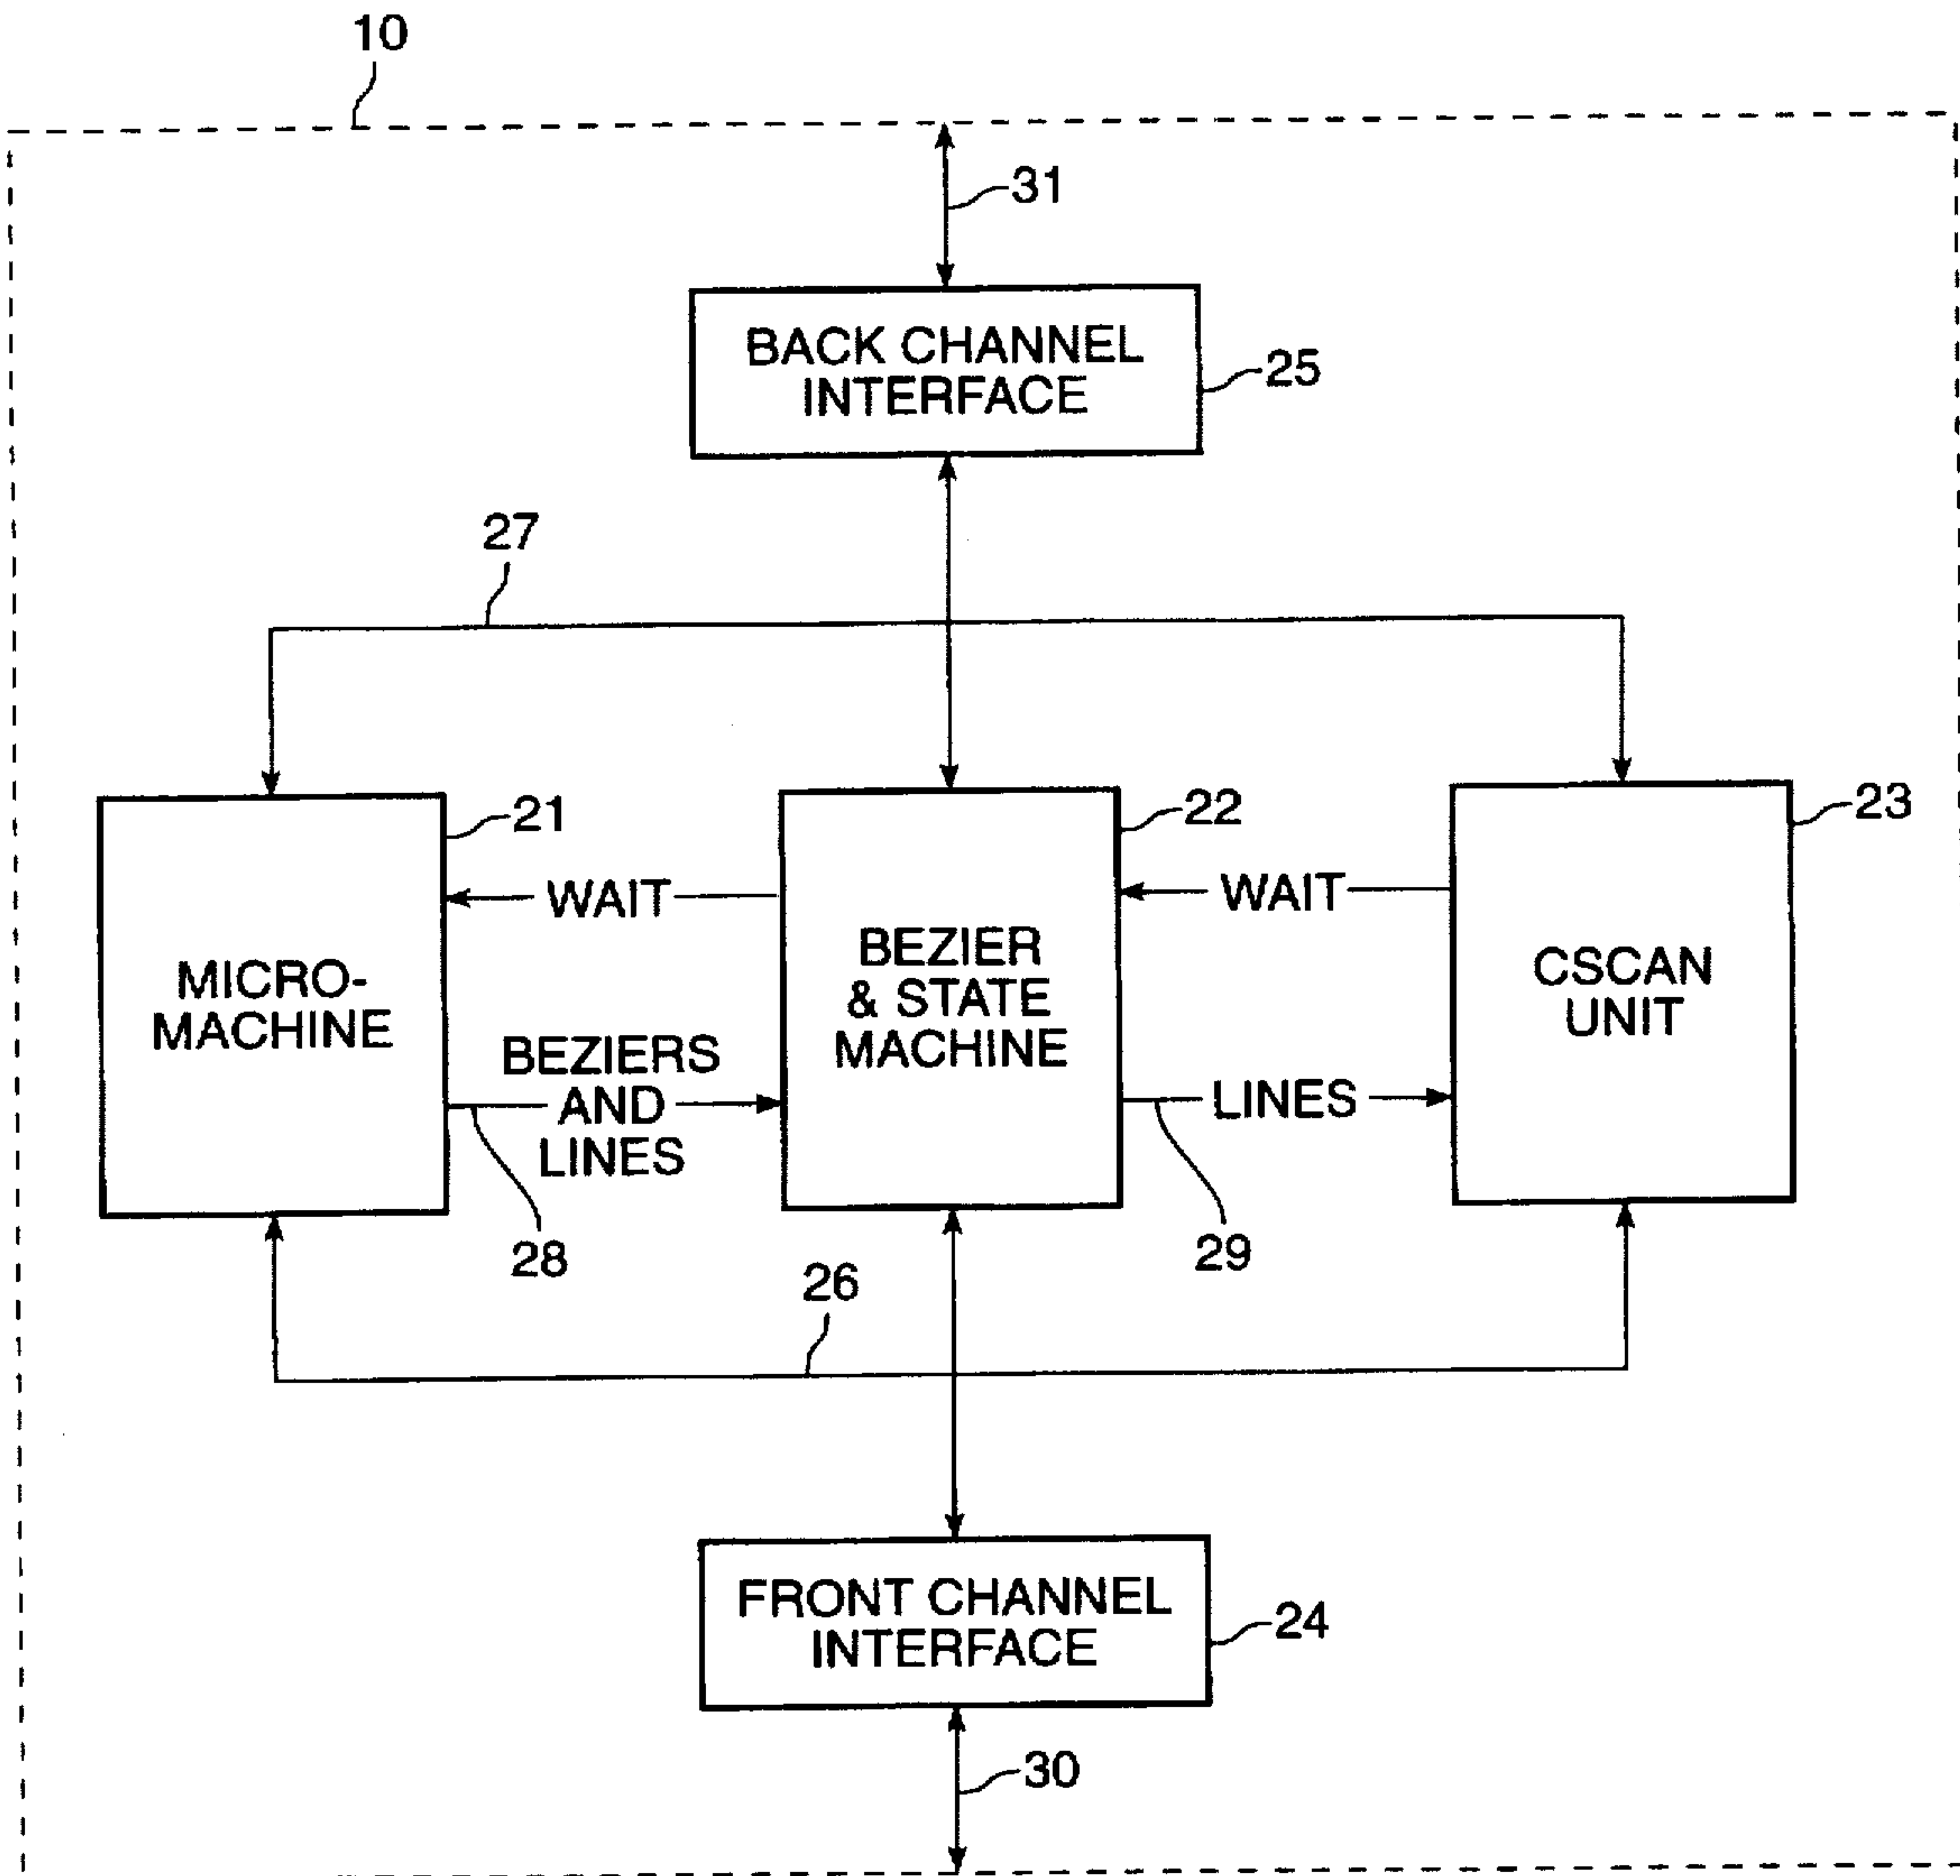 10
31
BACK CHANNEL
INTERFACE
25
27
21
22
23
WAIT
WAIT
MICRO-
MACHINE
BEZIER
& STATE
MACHINE
CSCAN
UNIT
BEZIERS
AND
LINES
LINES
28
29
26
FRONT CHANNEL
INTERFACE
24
30